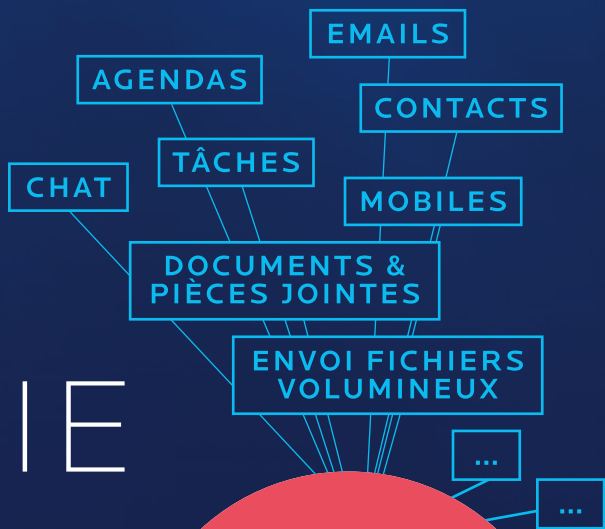 EMAILS
AGENDAS
CONTACTS
TÂCHES
CHAT
MOBILES
DOCUMENTS &
PIÈCES JOINTES
ENVOI FICHIERS
VOLUMINEUX
IE
...
...